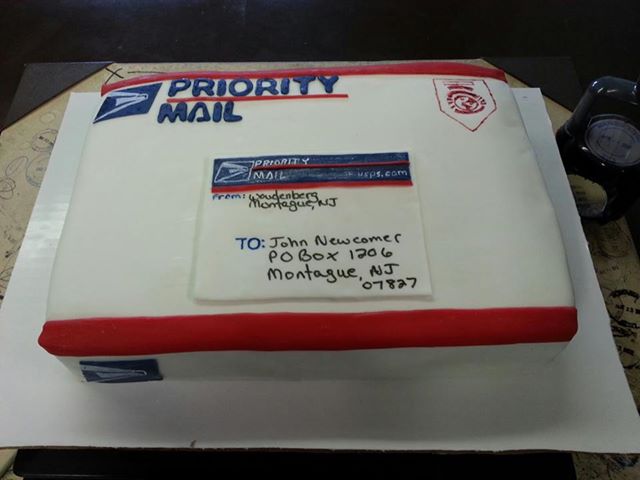 PRIORITY
MAIL
PRIORITY
MAIL
usps.com
From: Woudenberg
Montague, NJ
TO: John Newcomer
PO Box 1206
Montague, NJ
07827